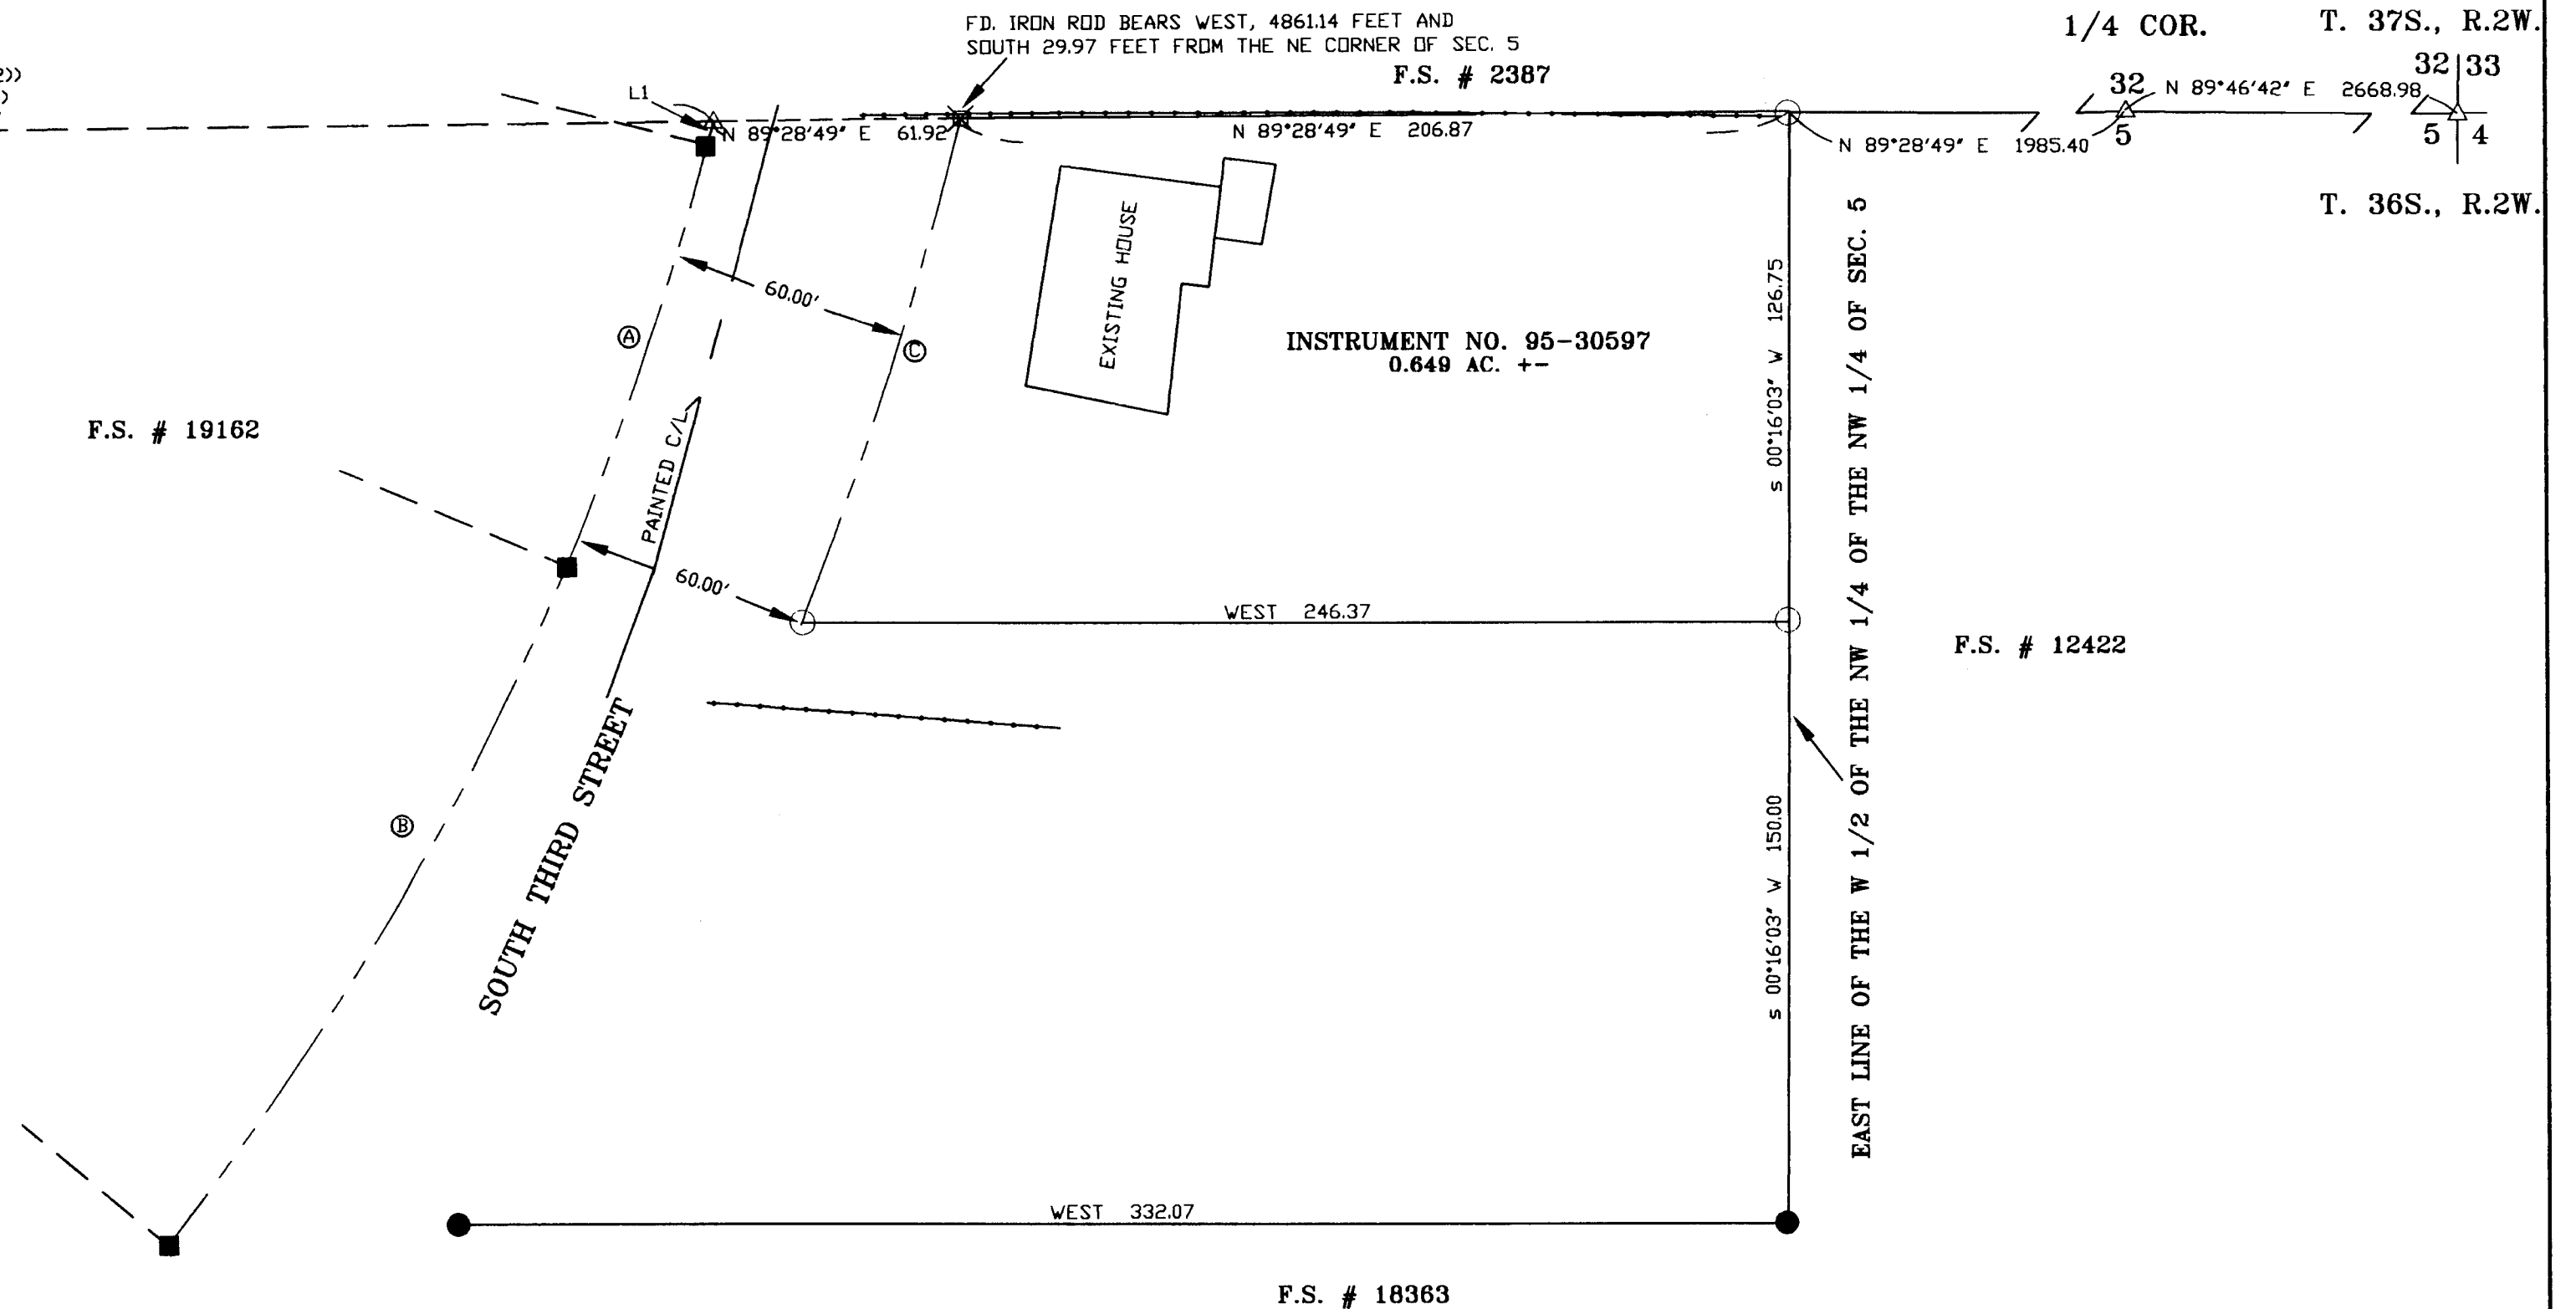 FD. IRON ROD BEARS WEST, 4861.14 FEET AND
SOUTH 29.97 FEET FROM THE NE CORNER OF SEC. 5
1/4 COR.
T. 37S., R.2W.
F.S. # 2387
32 33
32
N 89°46'42" E 2668.98
5
5 4
L1
N 89°28'49" E 61.92
N 89°28'49" E 206.87
N 89°28'49" E 1985.40
T. 36S., R.2W.
EXISTING HOUSE
60.00'
A
C
INSTRUMENT NO. 95-30597
0.649 AC. +-
S 00°16'03" W 126.75
EAST LINE OF THE W 1/2 OF THE NW 1/4 OF THE NW 1/4 OF SEC. 5
F.S. # 19162
PAINTED C/L
60.00'
WEST 246.37
F.S. # 12422
SOUTH THIRD STREET
B
S 00°16'03" W 150.00
WEST 332.07
F.S. # 18363